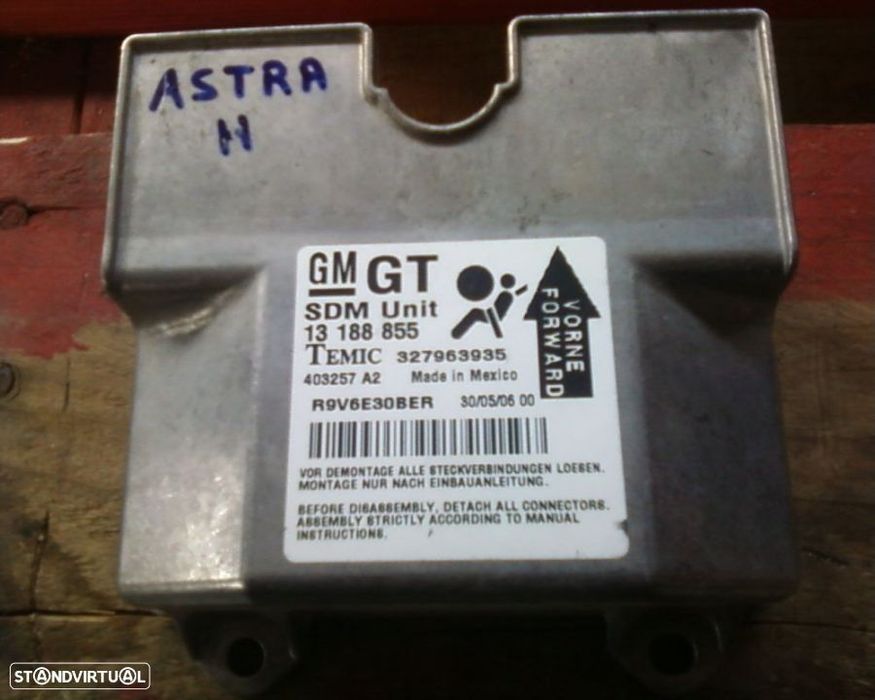 ASTRA
H
GM GT
SDM Unit
13 188 855
TEMIC 327963935
403257 A2 Made in Mexico
R9V6E30BER 30/05/06 00
VORNE
FORWARD
VOR DEMONTAGE ALLE STECKVERBINDUNGEN LOESEN.
MONTAGE NUR NACH EINBAUANLEITUNG.
BEFORE DISASSEMBLY, DETACH ALL CONNECTORS.
ASSEMBLY STRICTLY ACCORDING TO MANUAL
INSTRUCTIONS.
STANDVIRTUAL